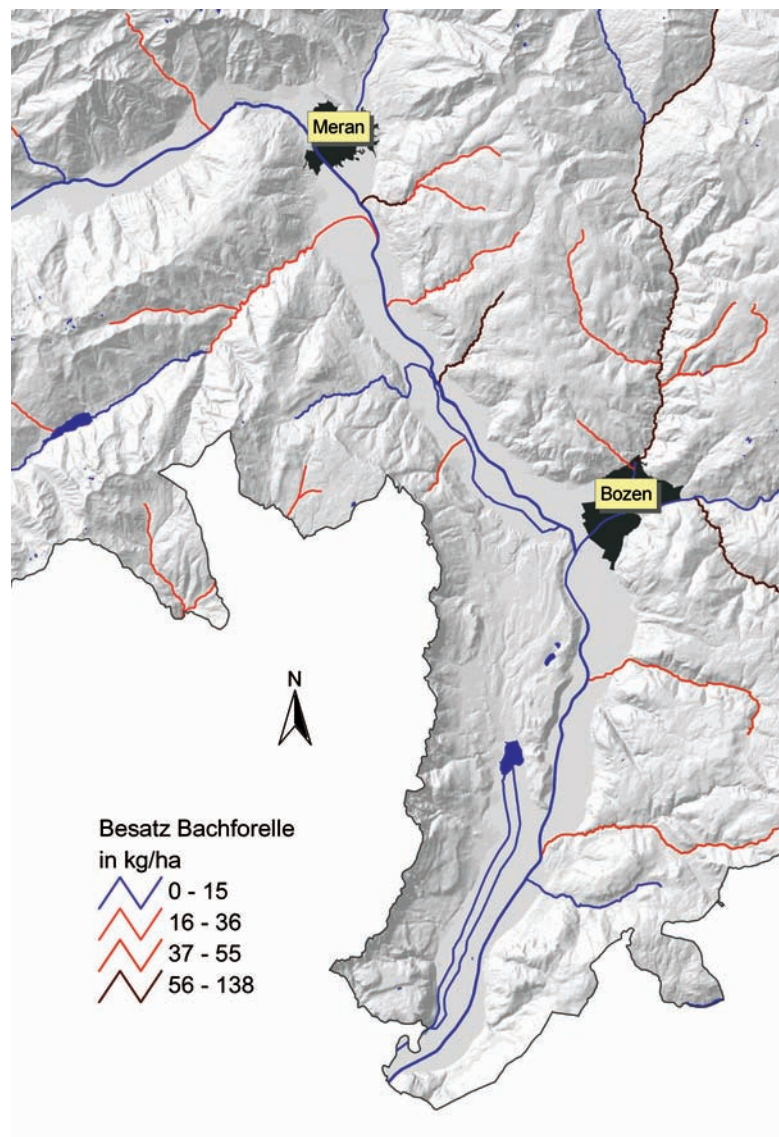 Meran
Bozen
N
Besatz Bachforelle
in kg/ha
0 - 15
16 - 36
37 - 55
56 - 138